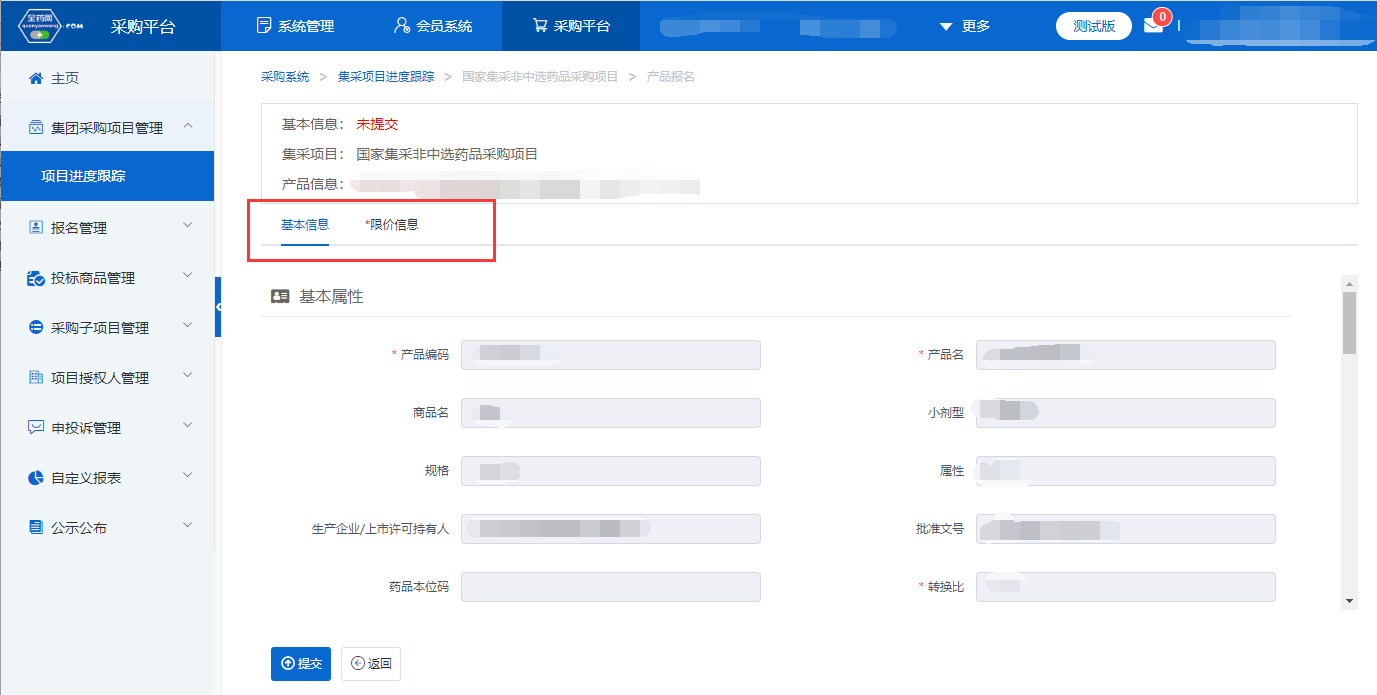 全药网
quanyaowang
.COM
采购平台
系统管理
会员系统
采购平台
更多
测试版
0
主页
集团采购项目管理
项目进度跟踪
报名管理
投标商品管理
采购子项目管理
项目授权人管理
申投诉管理
自定义报表
公示公布
采购系统 > 集采项目进度跟踪 > 国家集采非中选药品采购项目 > 产品报名
基本信息： 未提交
集采项目： 国家集采非中选药品采购项目
产品信息：
基本信息 *限价信息
基本属性
* 产品编码
* 产品名
商品名
小剂型
规格
属性
生产企业/上市许可持有人
批准文号
药品本位码
* 转换比
提交
返回